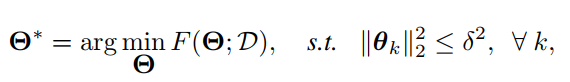 Θ* = arg min_Θ F(Θ; 𝒟), s.t. ‖θ_k‖₂² ≤ δ², ∀ k,